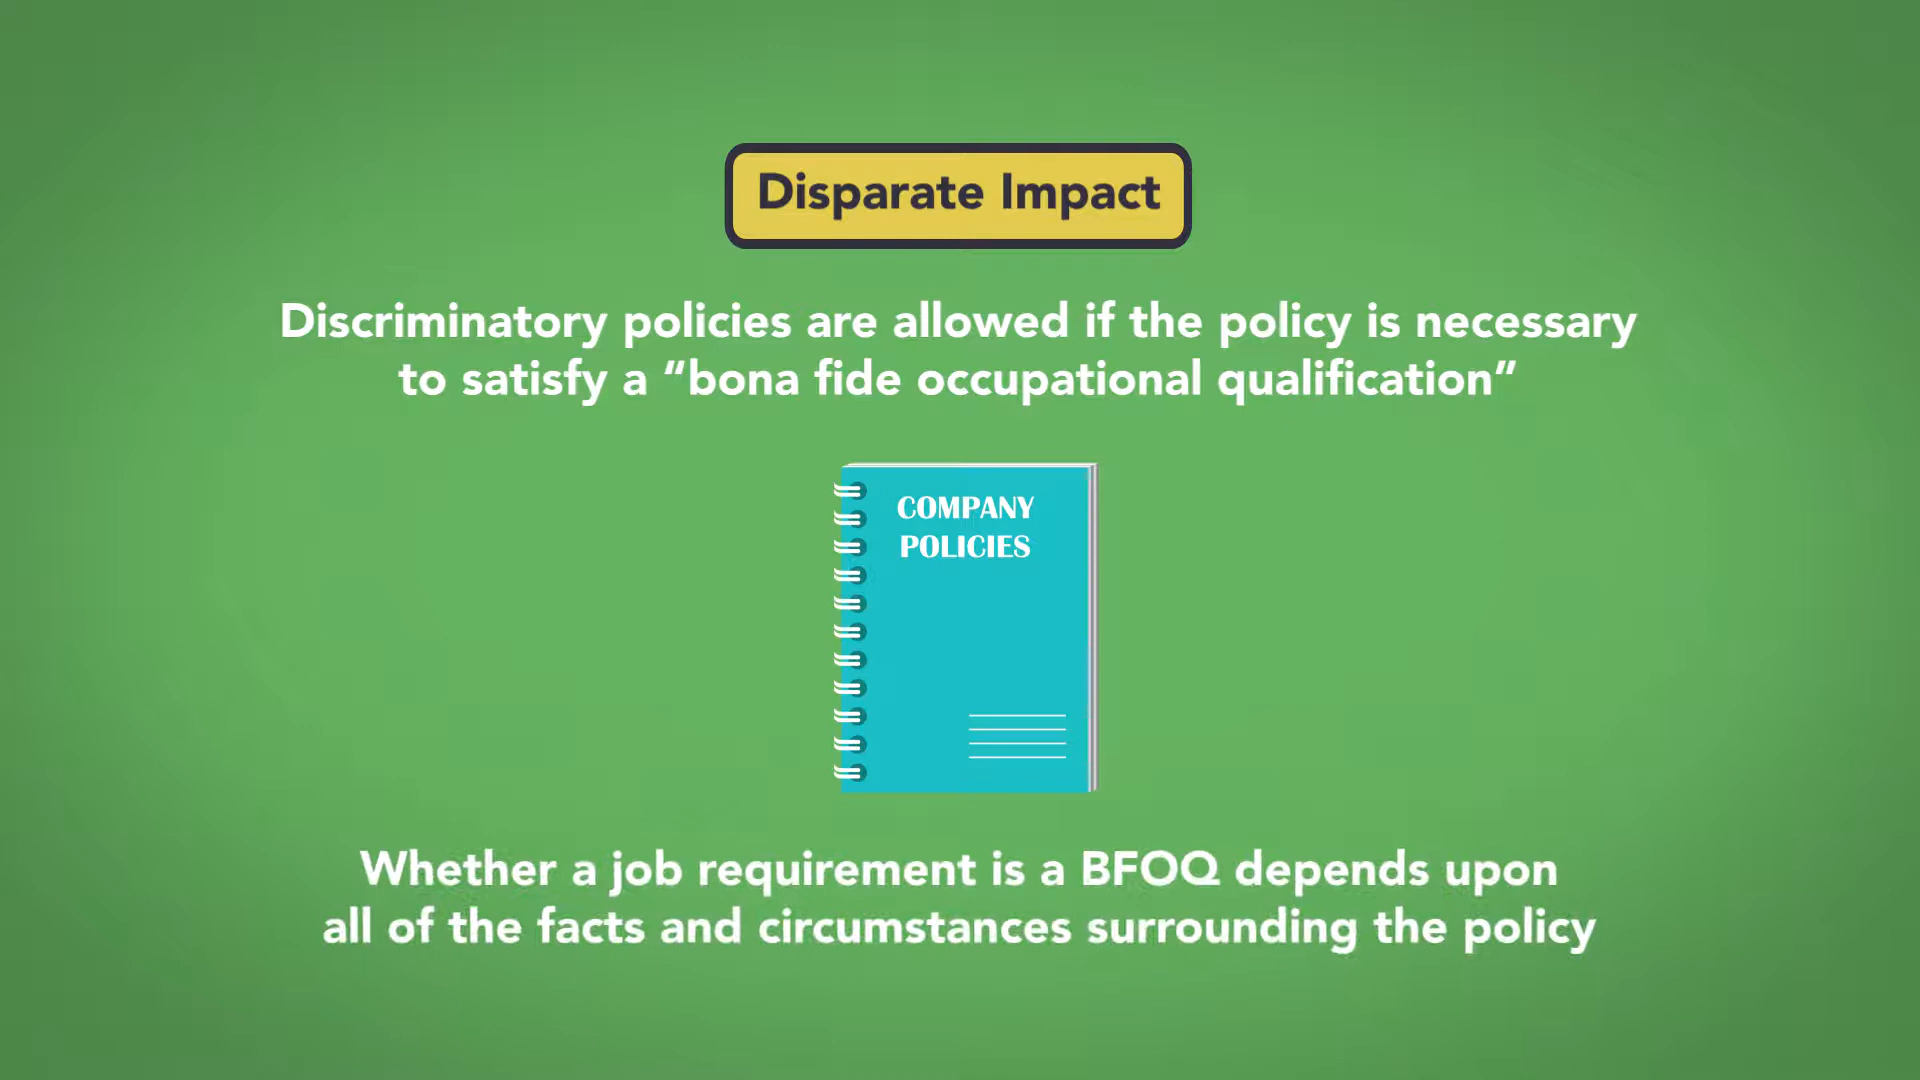 Disparate Impact
Discriminatory policies are allowed if the policy is necessary
to satisfy a “bona fide occupational qualification”
COMPANY
POLICIES
Whether a job requirement is a BFOQ depends upon
all of the facts and circumstances surrounding the policy